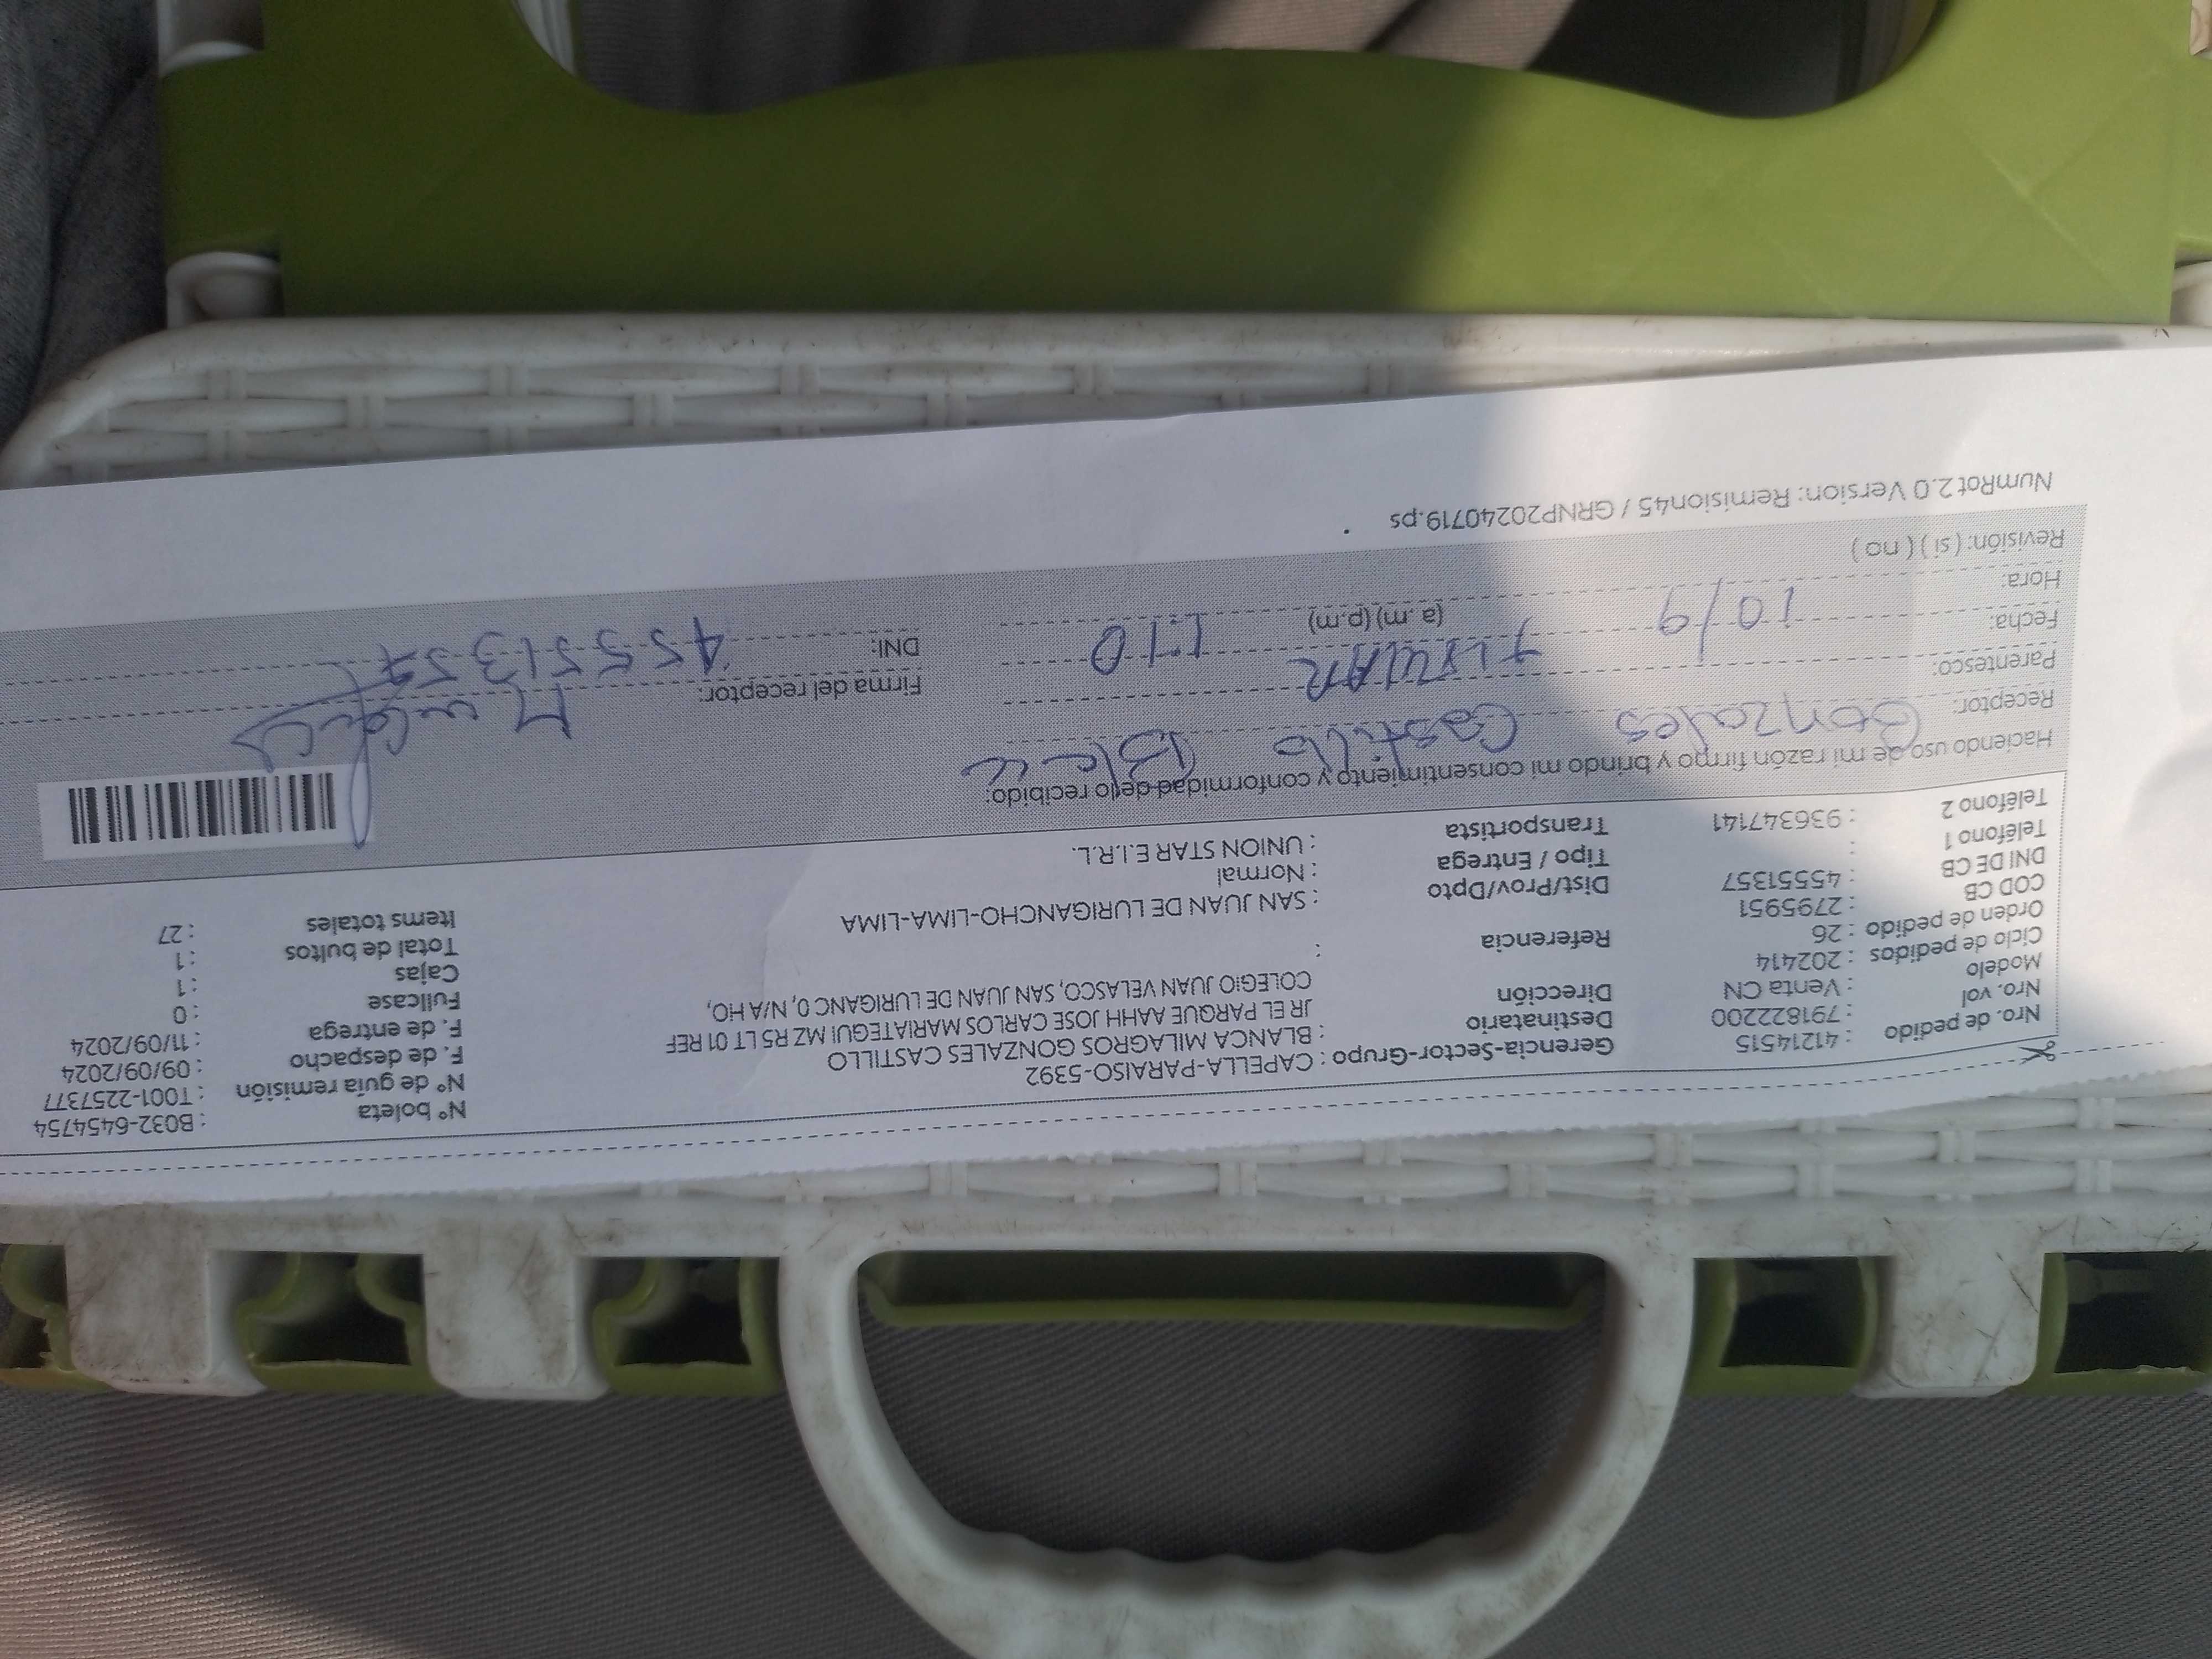 Nro. de pedido : 41214515
Nro. vol : 791822200
Modelo : Venta CN
Ciclo de pedidos : 202414
Orden de pedido : 26
COD CB : 2795951
DNI DE CB : 45551357
Teléfono 1 :
Teléfono 2 : 936347141
Gerencia-Sector-Grupo : CAPELLA-PARAISO-5392
Destinatario : BLANCA MILAGROS GONZALES CASTILLO
Dirección JR EL PARQUE AAHH JOSE CARLOS MARIATEGUI MZ R5 LT 01 REF
COLEGIO JUAN VELASCO, SAN JUAN DE LURIGANC 0, N/A HO,
Referencia :
Dist/Prov/Dpto : SAN JUAN DE LURIGANCHO-LIMA-LIMA
Tipo / Entrega : Normal
Transportista : UNION STAR E.I.R.L.
N° boleta : B032-6454754
N° de guía remisión : T001-2257377
F. de despacho : 09/09/2024
F. de entrega : 11/09/2024
Fullcase : 0
Cajas : 1
Total de bultos : 1
Items totales : 27
Haciendo uso de mi razón firmo y brindo mi consentimiento y conformidad de lo recibido:
Receptor: Gonzales Castillo
Parentesco:
Fecha: 10/9
Hora: (a. m) (p.m) 1:10
Revisión: ( si ) ( no )
Firma del receptor:
DNI: 45551357
NumRot 2.0 Version: Remision45 / GRNP20240719.ps